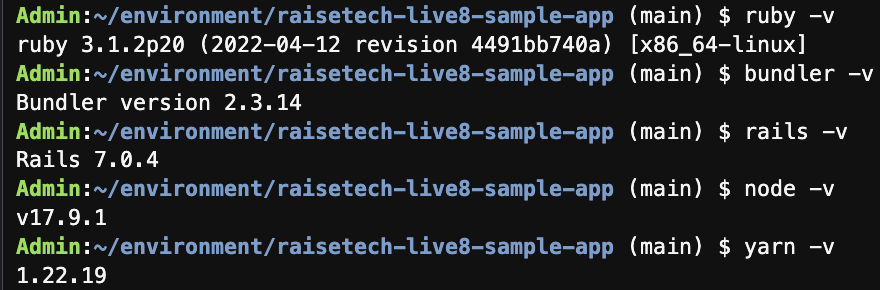 Admin:~/environment/raisetech-live8-sample-app (main) $ ruby -v
ruby 3.1.2p20 (2022-04-12 revision 4491bb740a) [x86_64-linux]
Admin:~/environment/raisetech-live8-sample-app (main) $ bundler -v
Bundler version 2.3.14
Admin:~/environment/raisetech-live8-sample-app (main) $ rails -v
Rails 7.0.4
Admin:~/environment/raisetech-live8-sample-app (main) $ node -v
v17.9.1
Admin:~/environment/raisetech-live8-sample-app (main) $ yarn -v
1.22.19